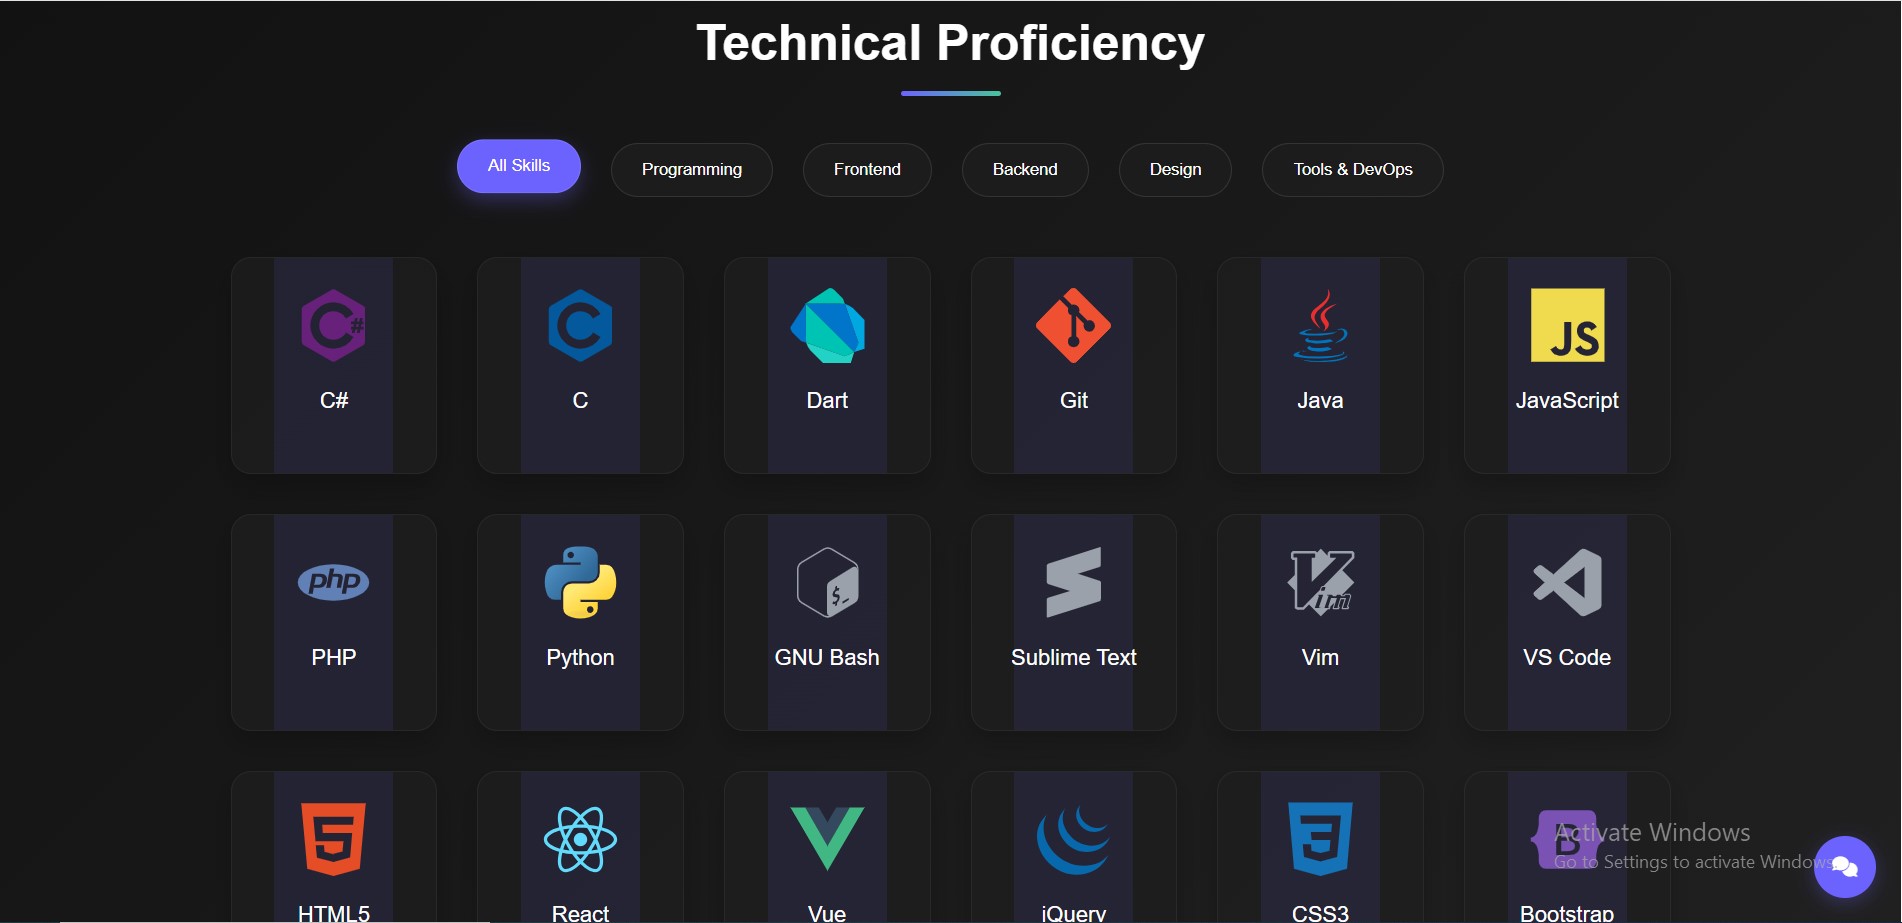 Technical Proficiency
All Skills
Programming
Frontend
Backend
Design
Tools & DevOps
C#
C#
C
C
Dart
Git
Java
JS
JavaScript
php
PHP
Python
$_
GNU Bash
Sublime Text
Vim
Vim
VS Code
5
HTML5
React
Vue
jQuery
3
CSS3
B
Bootstrap
Activate Windows
Go to Settings to activate Windows.